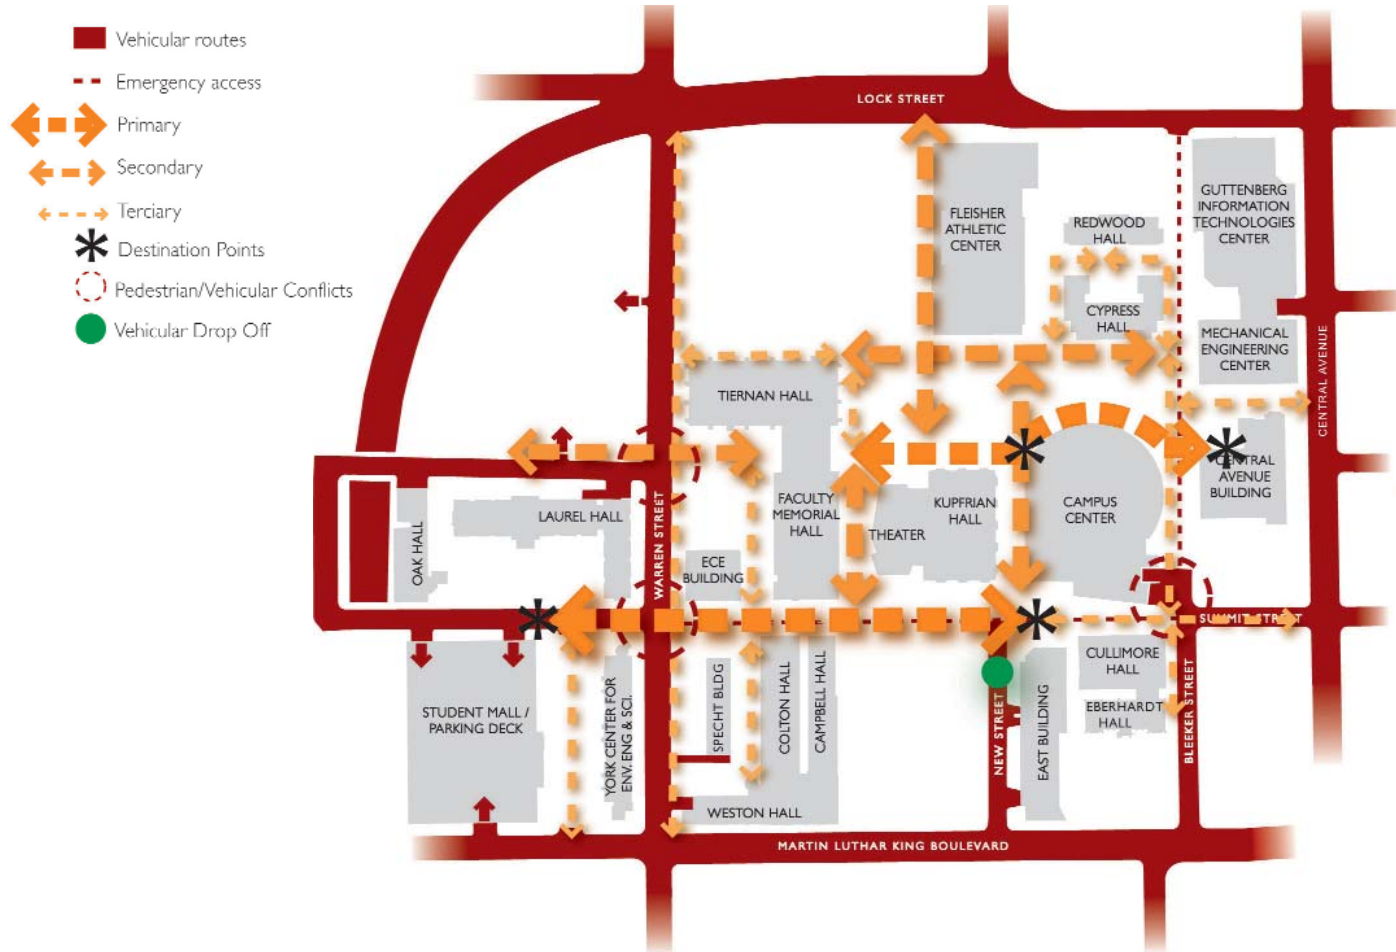 Vehicular routes
Emergency access
Primary
Secondary
Terciary
Destination Points
Pedestrian/Vehicular Conflicts
Vehicular Drop Off
LOCK STREET
FLEISHER
ATHLETIC
CENTER
REDWOOD
HALL
GUTTENBERG
INFORMATION
TECHNOLOGIES
CENTER
CYPRESS
HALL
MECHANICAL
ENGINEERING
CENTER
CENTRAL AVENUE
TIERNAN HALL
CENTRAL
AVENUE
BUILDING
FACULTY
MEMORIAL
HALL
THEATER
KUPFRIAN
HALL
CAMPUS
CENTER
LAUREL HALL
OAK HALL
WARREN STREET
ECE
BUILDING
SUMMIT STREET
STUDENT MALL /
PARKING DECK
YORK CENTER FOR
ENV. ENG & SCI.
SPECHT BLDG
COLTON HALL
CAMPBELL HALL
NEW STREET
EAST BUILDING
CULLIMORE
HALL
EBERHARDT
HALL
BLEEKER STREET
WESTON HALL
MARTIN LUTHAR KING BOULEVARD